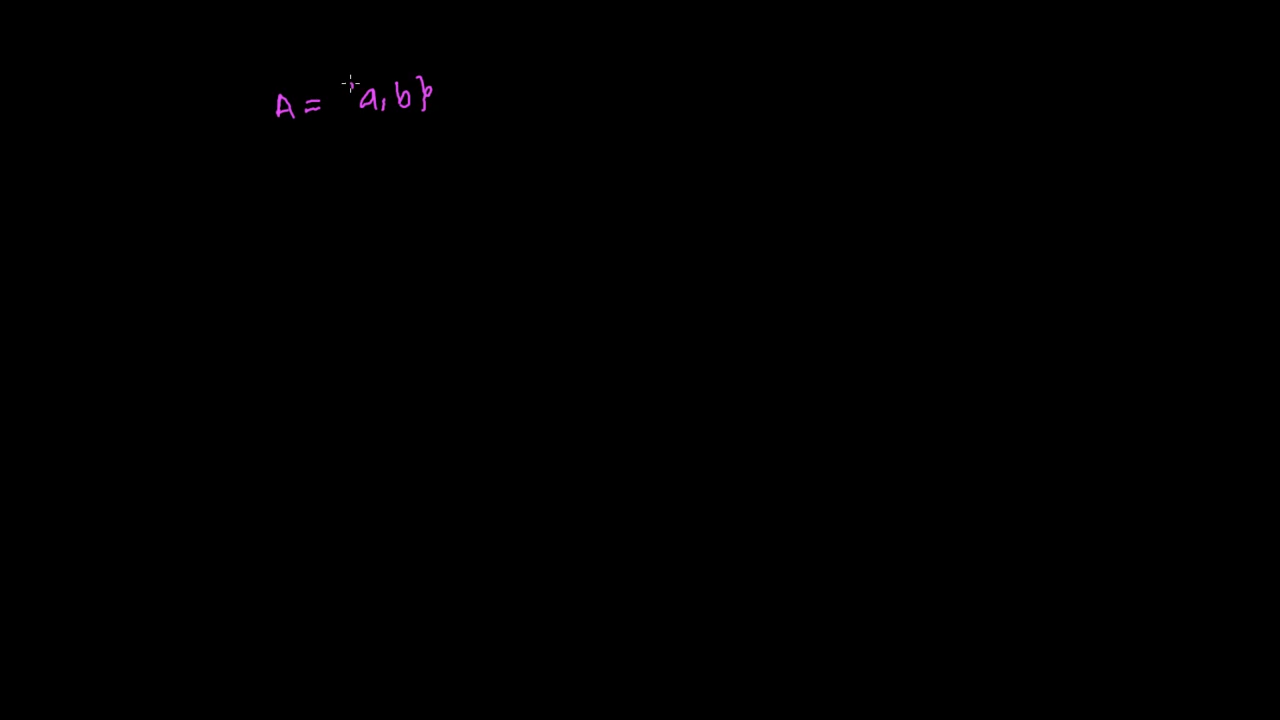 A = a, b}